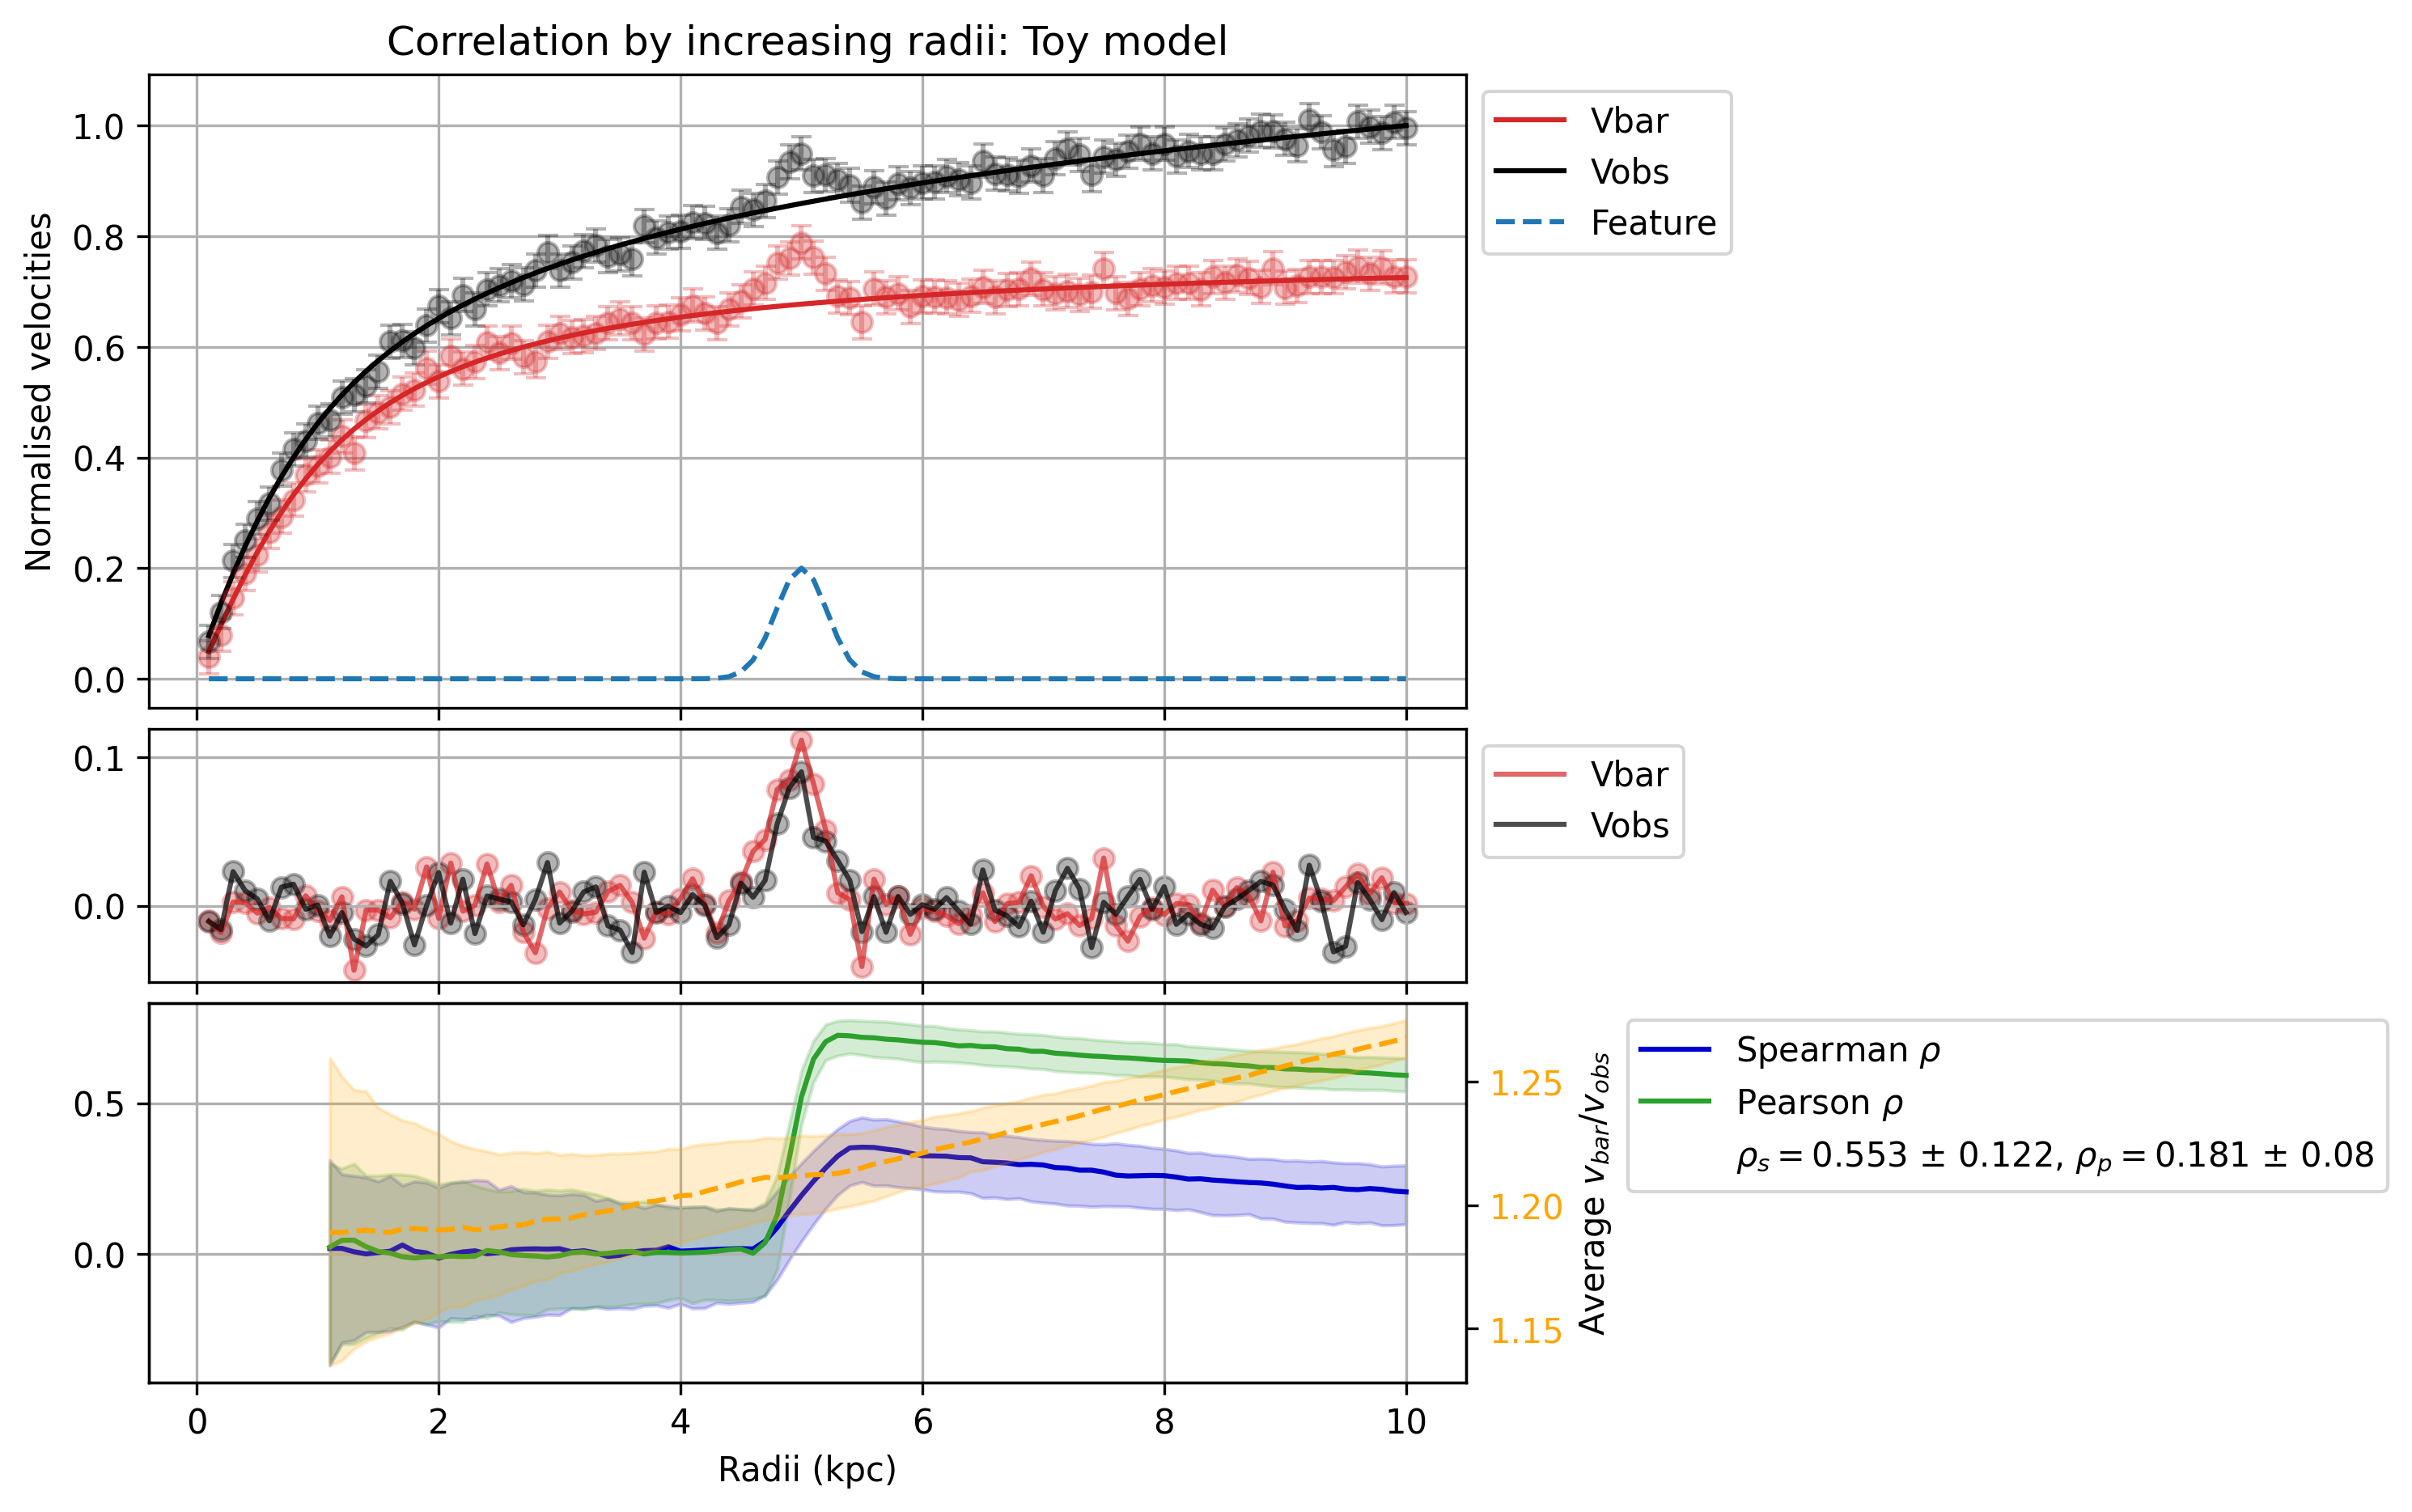 Correlation by increasing radii: Toy model
Normalised velocities
1.0
0.8
0.6
0.4
0.2
0.0
Vbar
Vobs
Feature
0.1
0.0
Vbar
Vobs
0.5
0.0
1.25
1.20
1.15
Average v_bar/v_obs
Spearman ρ
Pearson ρ
ρ_s = 0.553 ± 0.122, ρ_p = 0.181 ± 0.08
0 2 4 6 8 10
Radii (kpc)